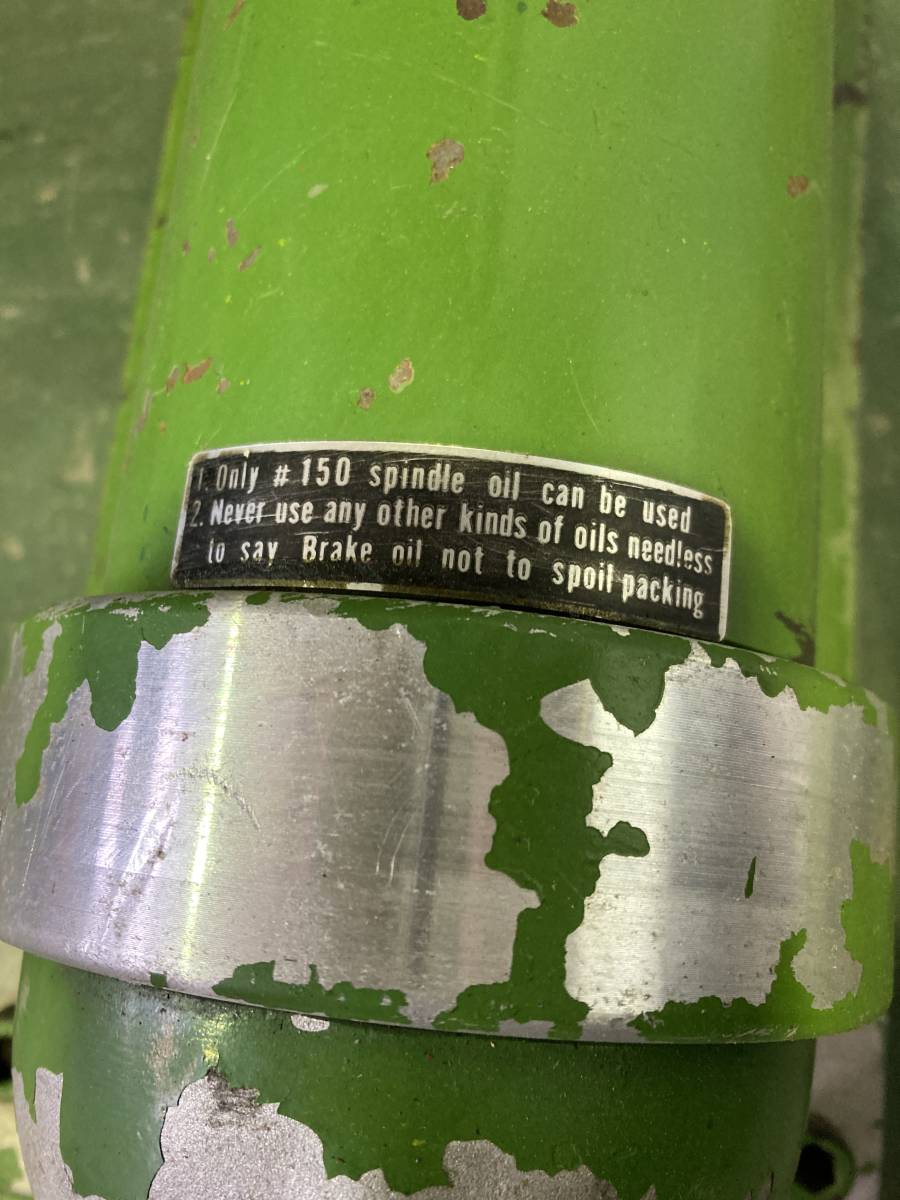 1. Only # 150 spindle oil can be used
2. Never use any other kinds of oils needless
to say Brake oil not to spoil packing